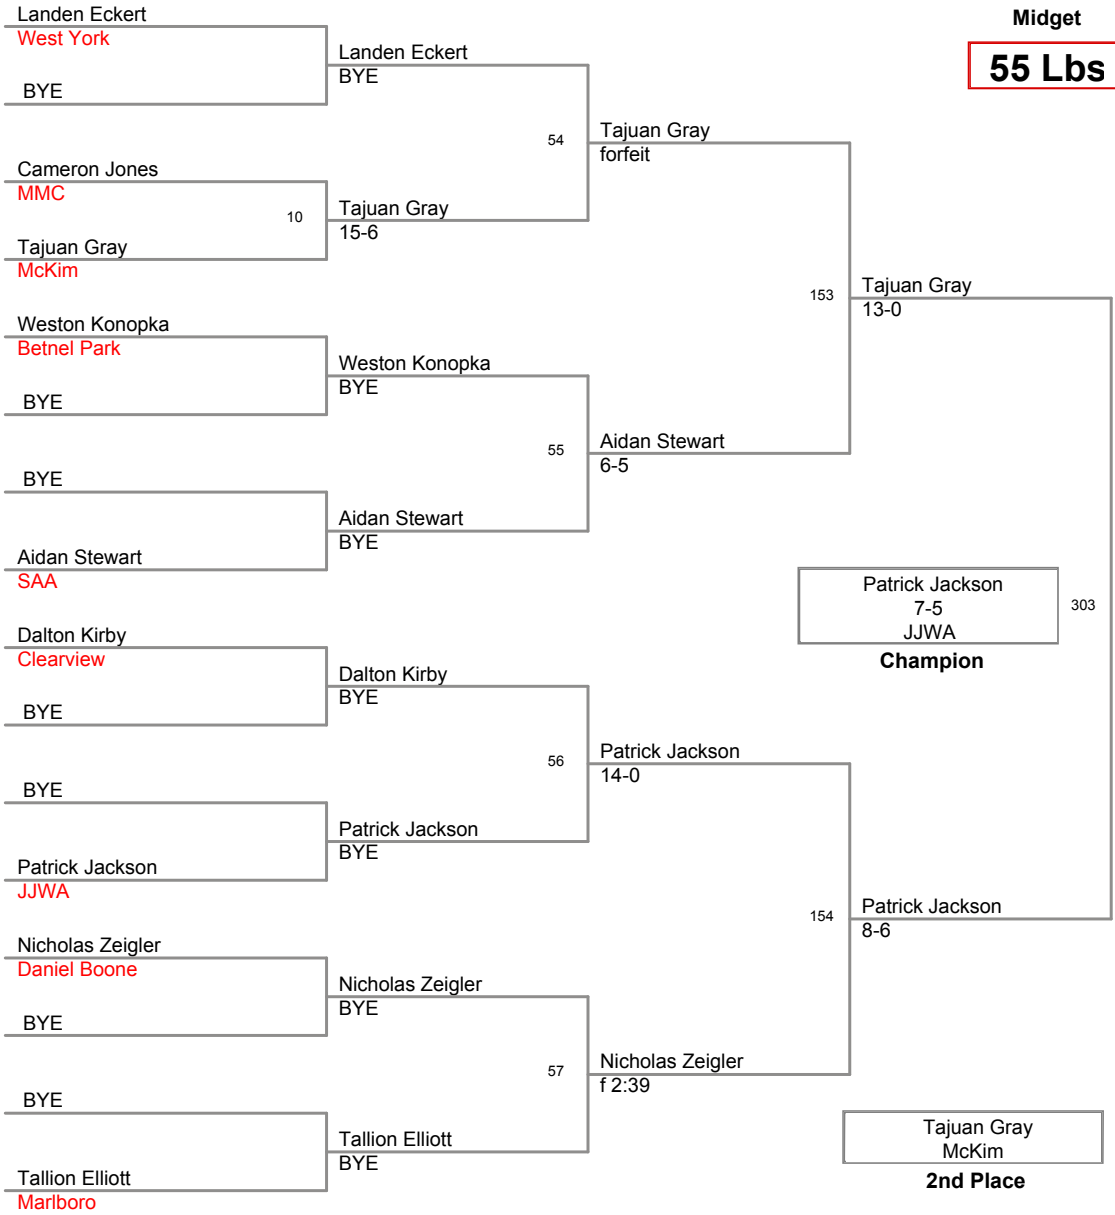 Midget
55 Lbs
Landen Eckert
West York
BYE
Cameron Jones
MMC
Tajuan Gray
McKim
Weston Konopka
Betnel Park
BYE
BYE
Aidan Stewart
SAA
Dalton Kirby
Clearview
BYE
BYE
Patrick Jackson
JJWA
Nicholas Zeigler
Daniel Boone
BYE
BYE
Tallion Elliott
Marlboro
Landen Eckert
BYE
10
Tajuan Gray
15-6
Weston Konopka
BYE
Aidan Stewart
BYE
Dalton Kirby
BYE
Patrick Jackson
BYE
Nicholas Zeigler
BYE
Tallion Elliott
BYE
54
Tajuan Gray
forfeit
55
Aidan Stewart
6-5
56
Patrick Jackson
14-0
57
Nicholas Zeigler
f 2:39
153
Tajuan Gray
13-0
154
Patrick Jackson
8-6
303
Patrick Jackson
7-5
JJWA
Champion
Tajuan Gray
McKim
2nd Place